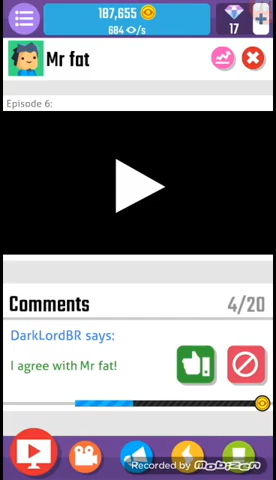 187,655
684 /s
17
Mr fat
Episode 6:
Comments
4/20
DarkLordBR says:
I agree with Mr fat!
Recorded by Mobizen